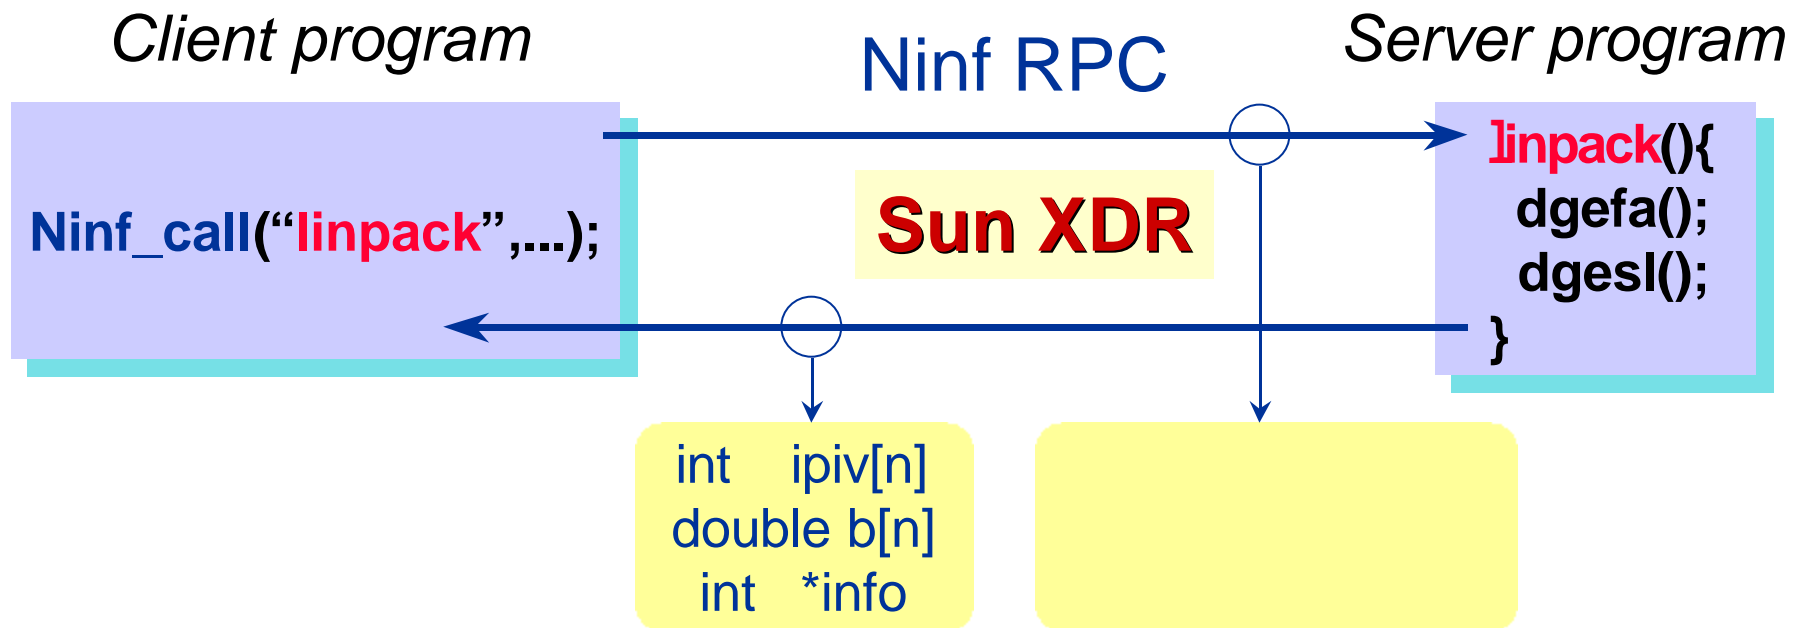 Client program
Ninf RPC
Server program
Ninf_call(“linpack”,...);
Sun XDR
linpack(){
dgefa();
dgesl();
}
int ipiv[n]
double b[n]
int *info